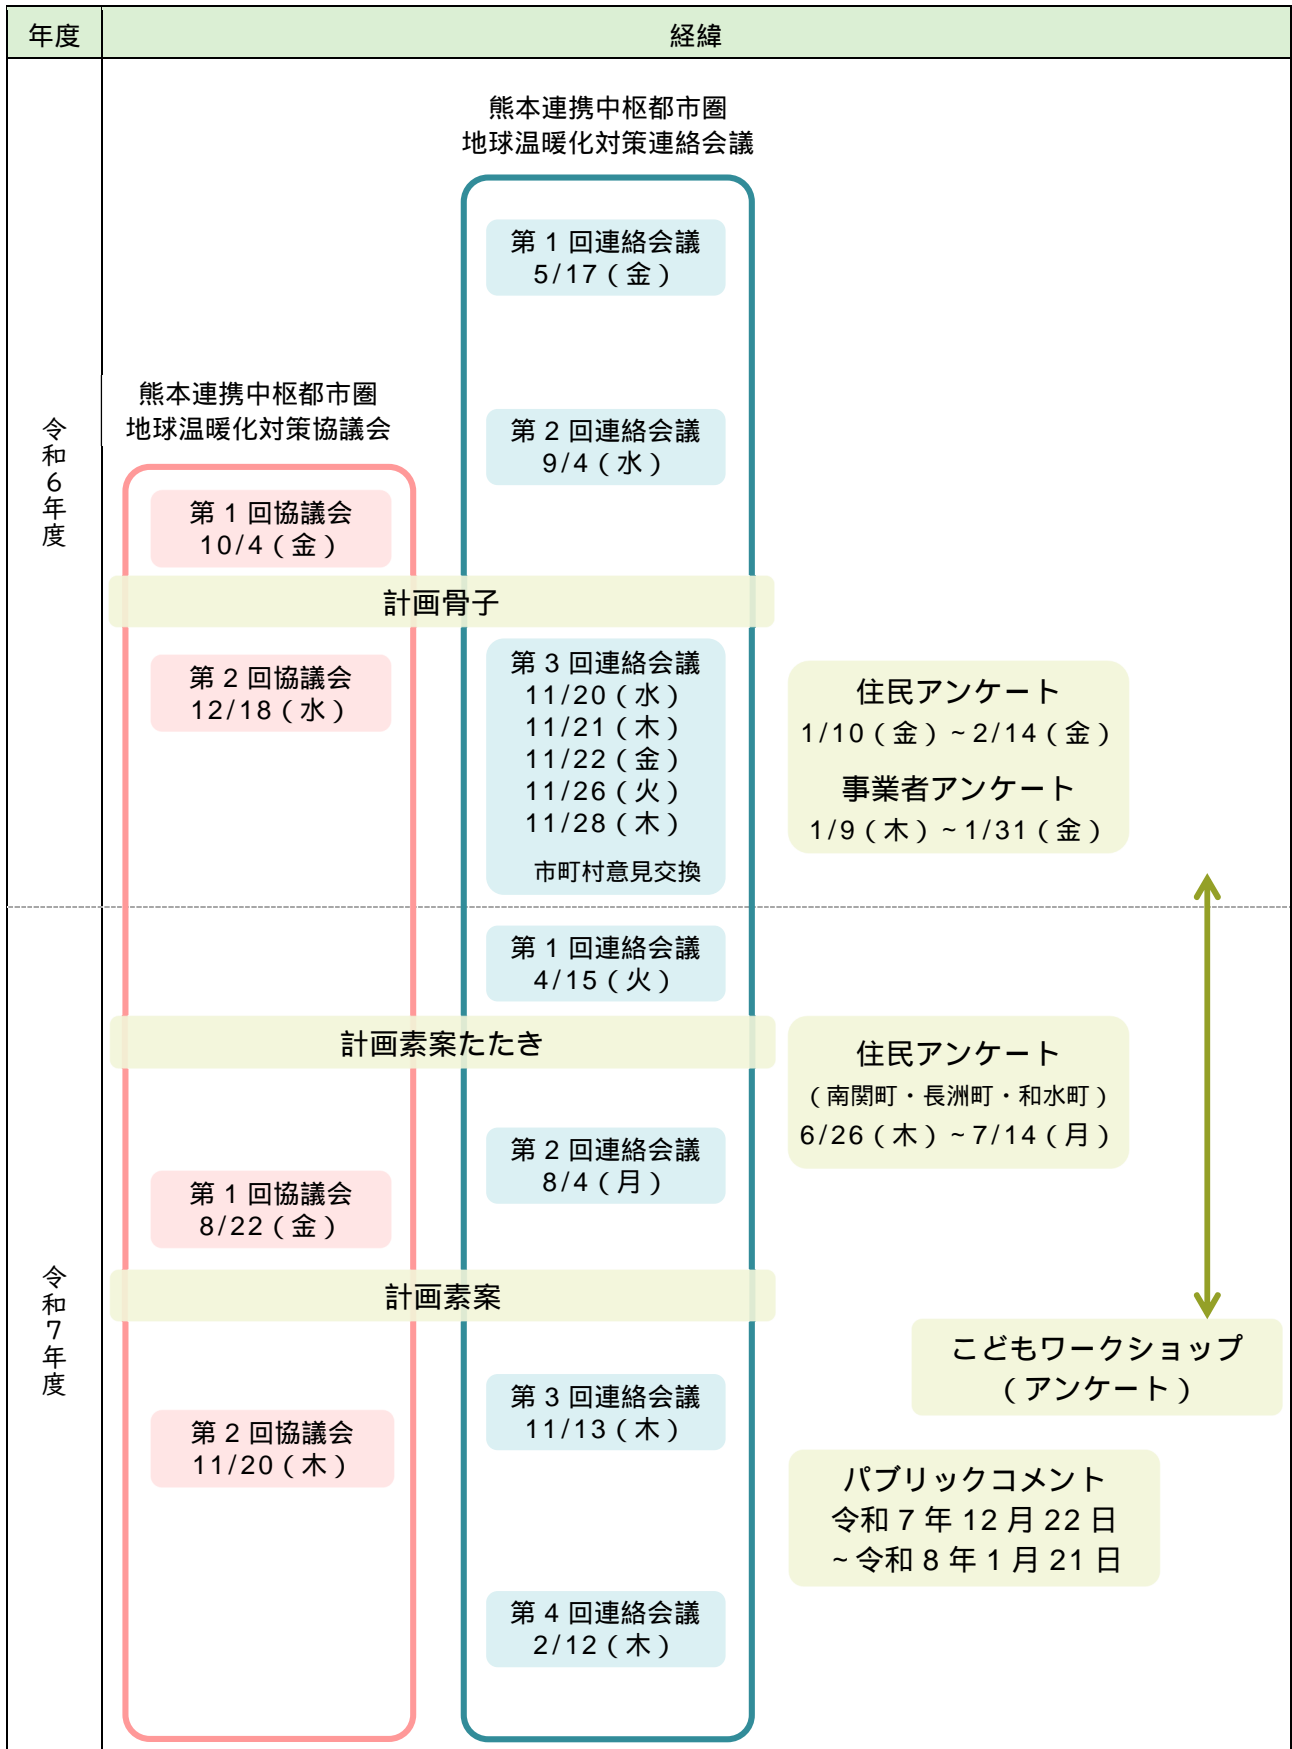 年度
経緯
熊本連携中枢都市圏
地球温暖化対策連絡会議
第1回連絡会議
5/17（金）
熊本連携中枢都市圏
地球温暖化対策協議会
第2回連絡会議
9/4（水）
令和6年度
第1回協議会
10/4（金）
計画骨子
第2回協議会
12/18（水）
第3回連絡会議
11/20（水）
11/21（木）
11/22（金）
11/26（火）
11/28（木）
市町村意見交換
住民アンケート
1/10（金）~2/14（金）
事業者アンケート
1/9（木）~1/31（金）
第1回連絡会議
4/15（火）
計画素案たたき
住民アンケート
（南関町・長洲町・和水町）
6/26（木）~7/14（月）
第2回連絡会議
8/4（月）
第1回協議会
8/22（金）
令和7年度
計画素案
こどもワークショップ
（アンケート）
第3回連絡会議
11/13（木）
第2回協議会
11/20（木）
パブリックコメント
令和7年12月22日
~令和8年1月21日
第4回連絡会議
2/12（木）